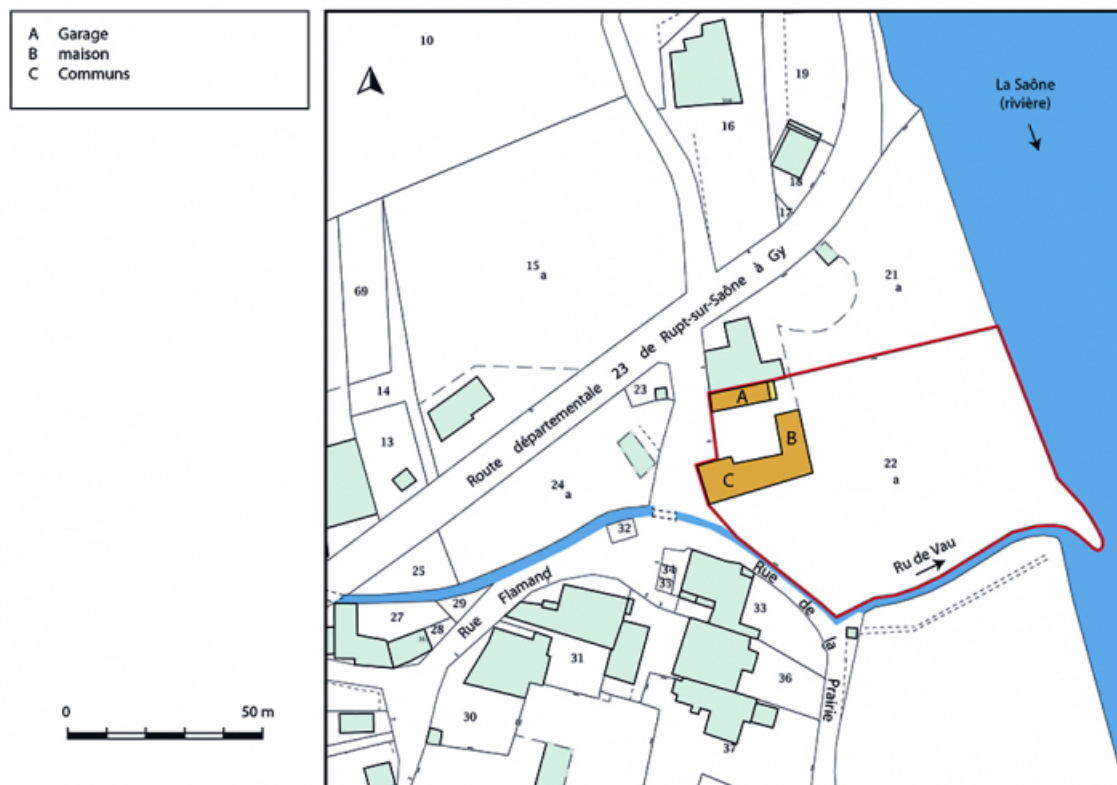 A Garage
B maison
C Communs
10
19
La Saône
(rivière)
16
18
17
15
a
69
21
a
Route départementale 23 de Rupt-sur-Saône à Gy
14
23
A
13
B
22
a
C
24
a
32
Ru de Vau
25
34
35
Rue de la Prairie
33
29
27
28
Rue Flamand
31
36
30
37
0 50 m